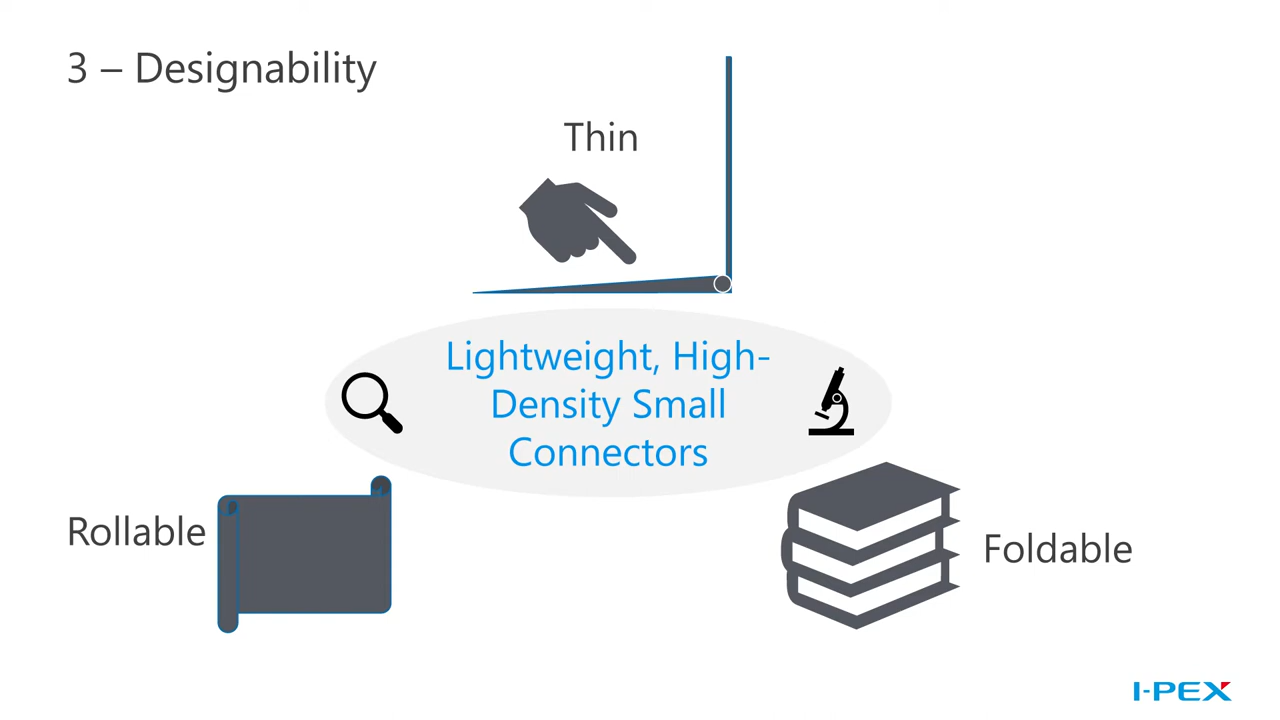 3 – Designability
Thin
Lightweight, High-
Density Small
Connectors
Rollable
Foldable
I-PEX